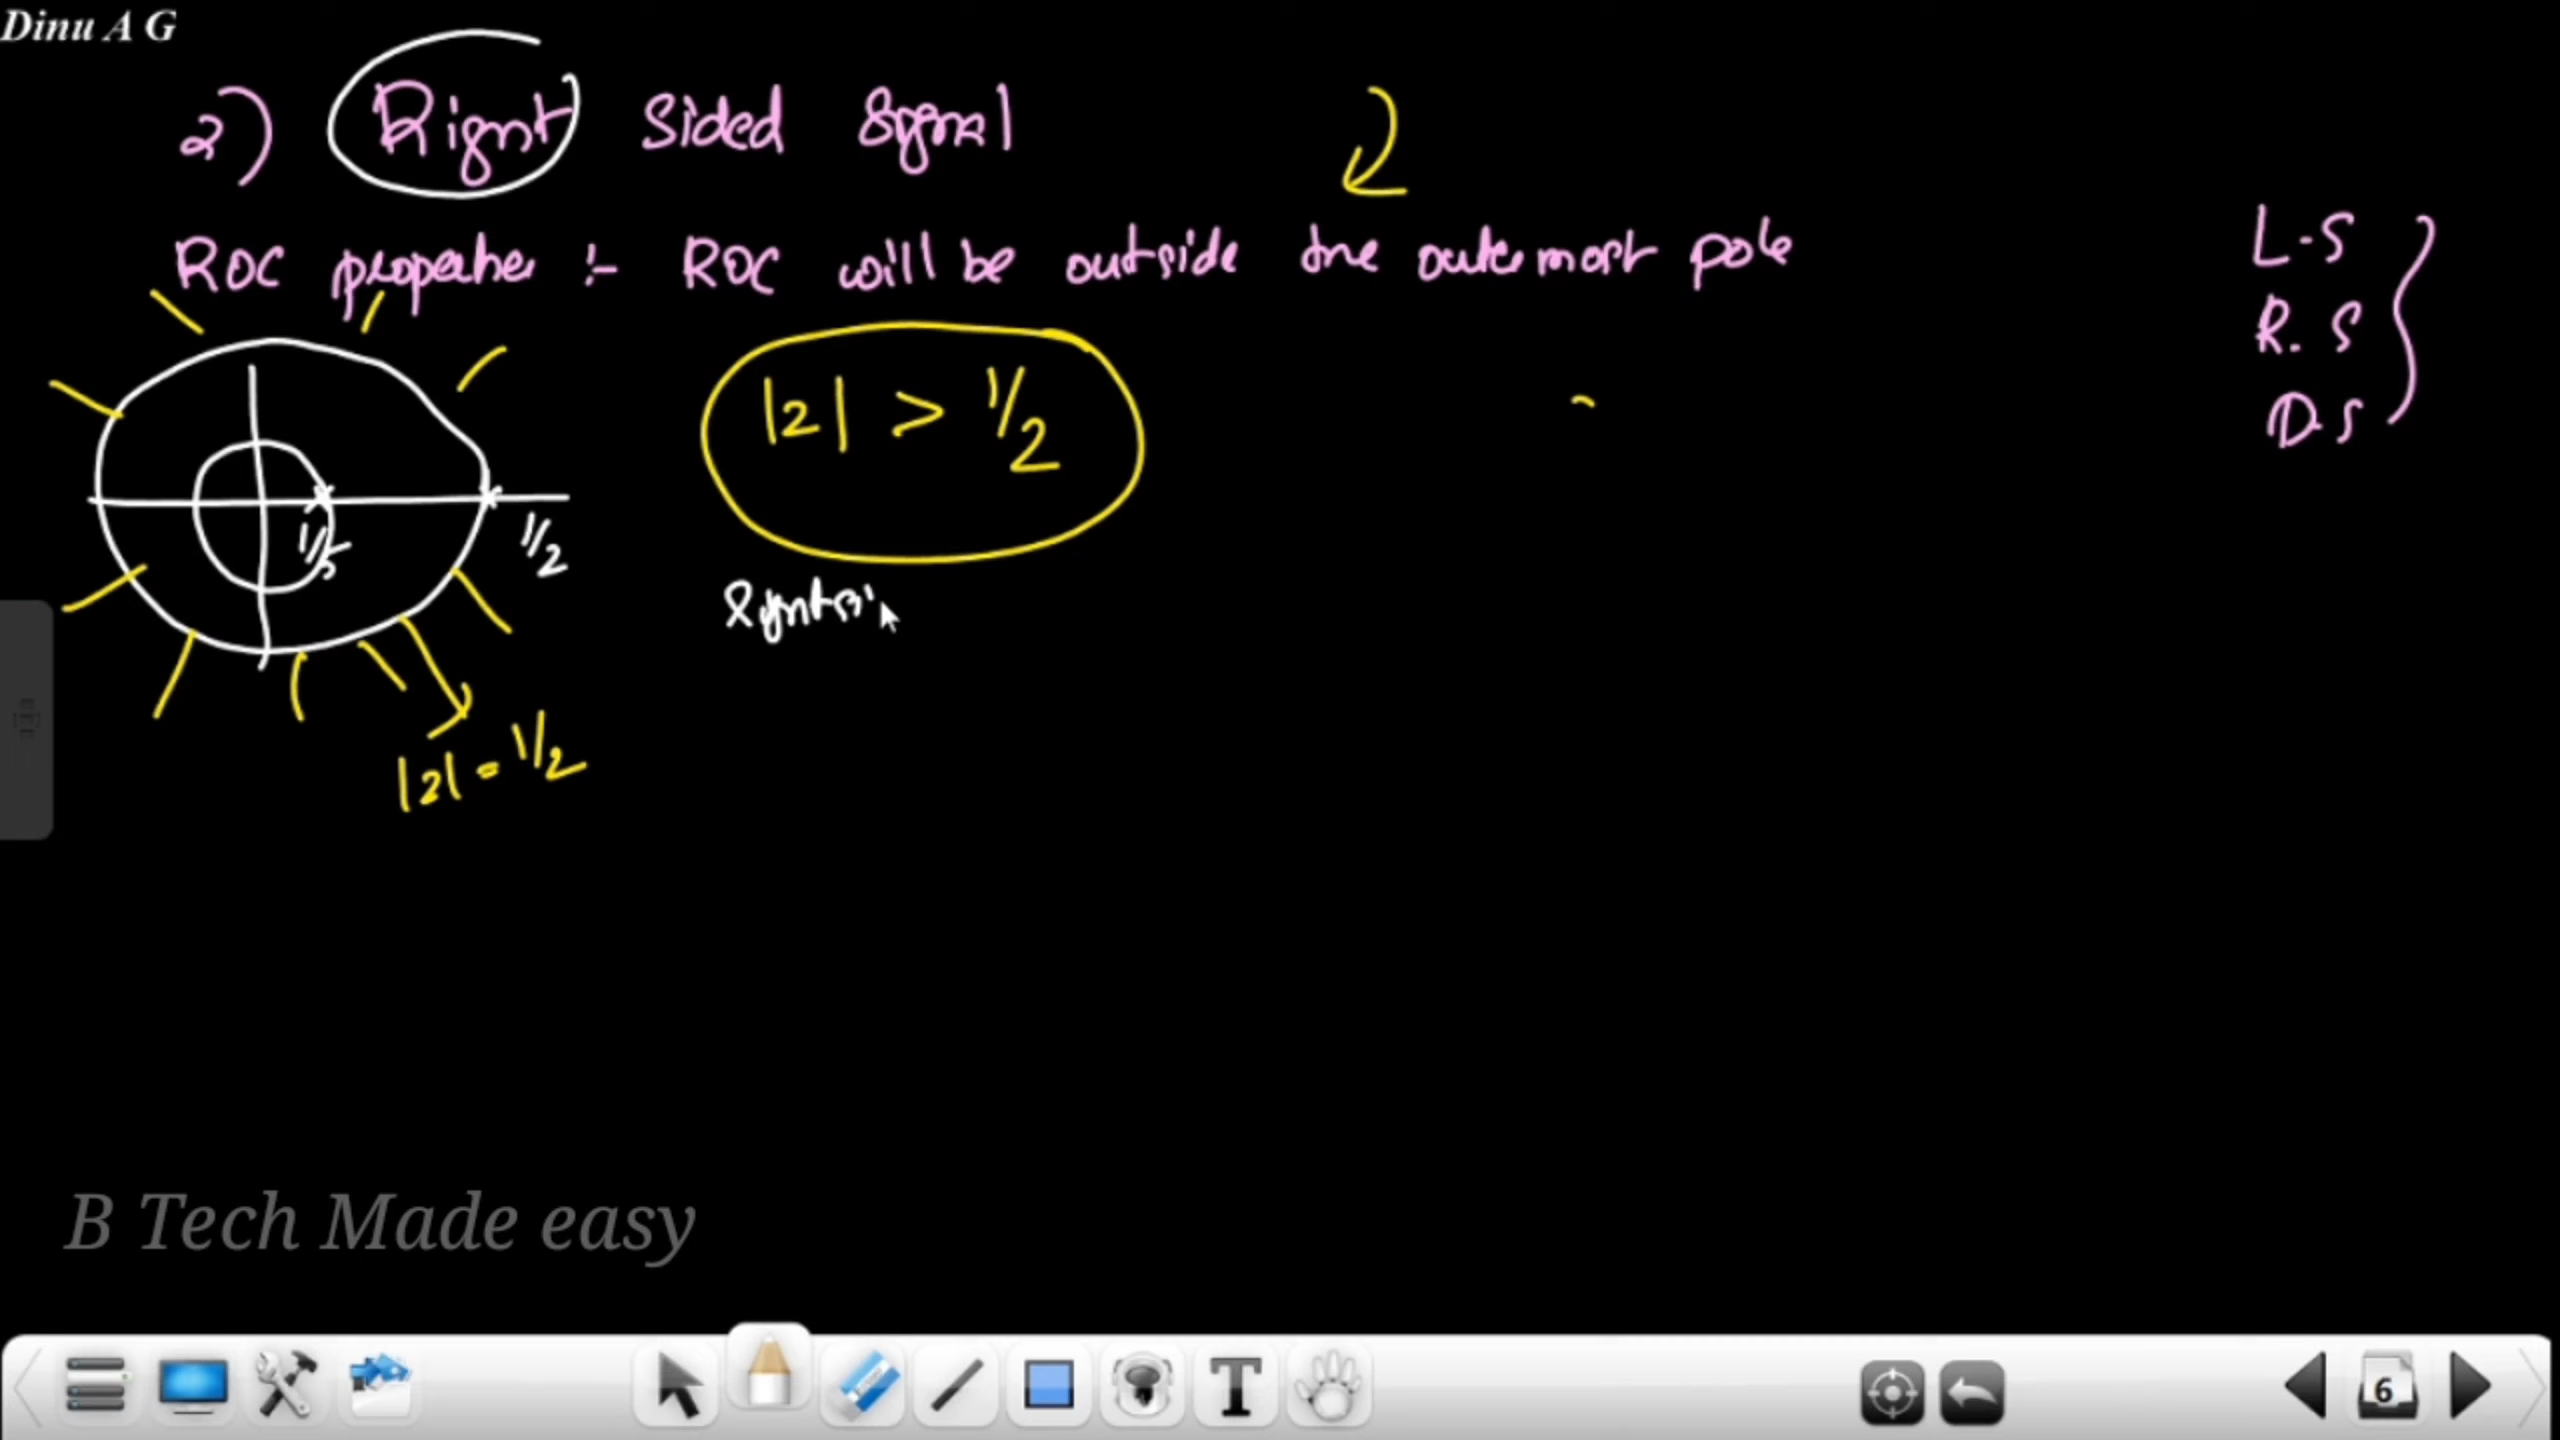 Dinu A G
2) Right Sided Signal
ROC properties :- ROC will be outside the outermost pole
L-S
R.S
D.S
|z| > 1/2
1/5
1/2
|z| = 1/2
B Tech Made easy
6